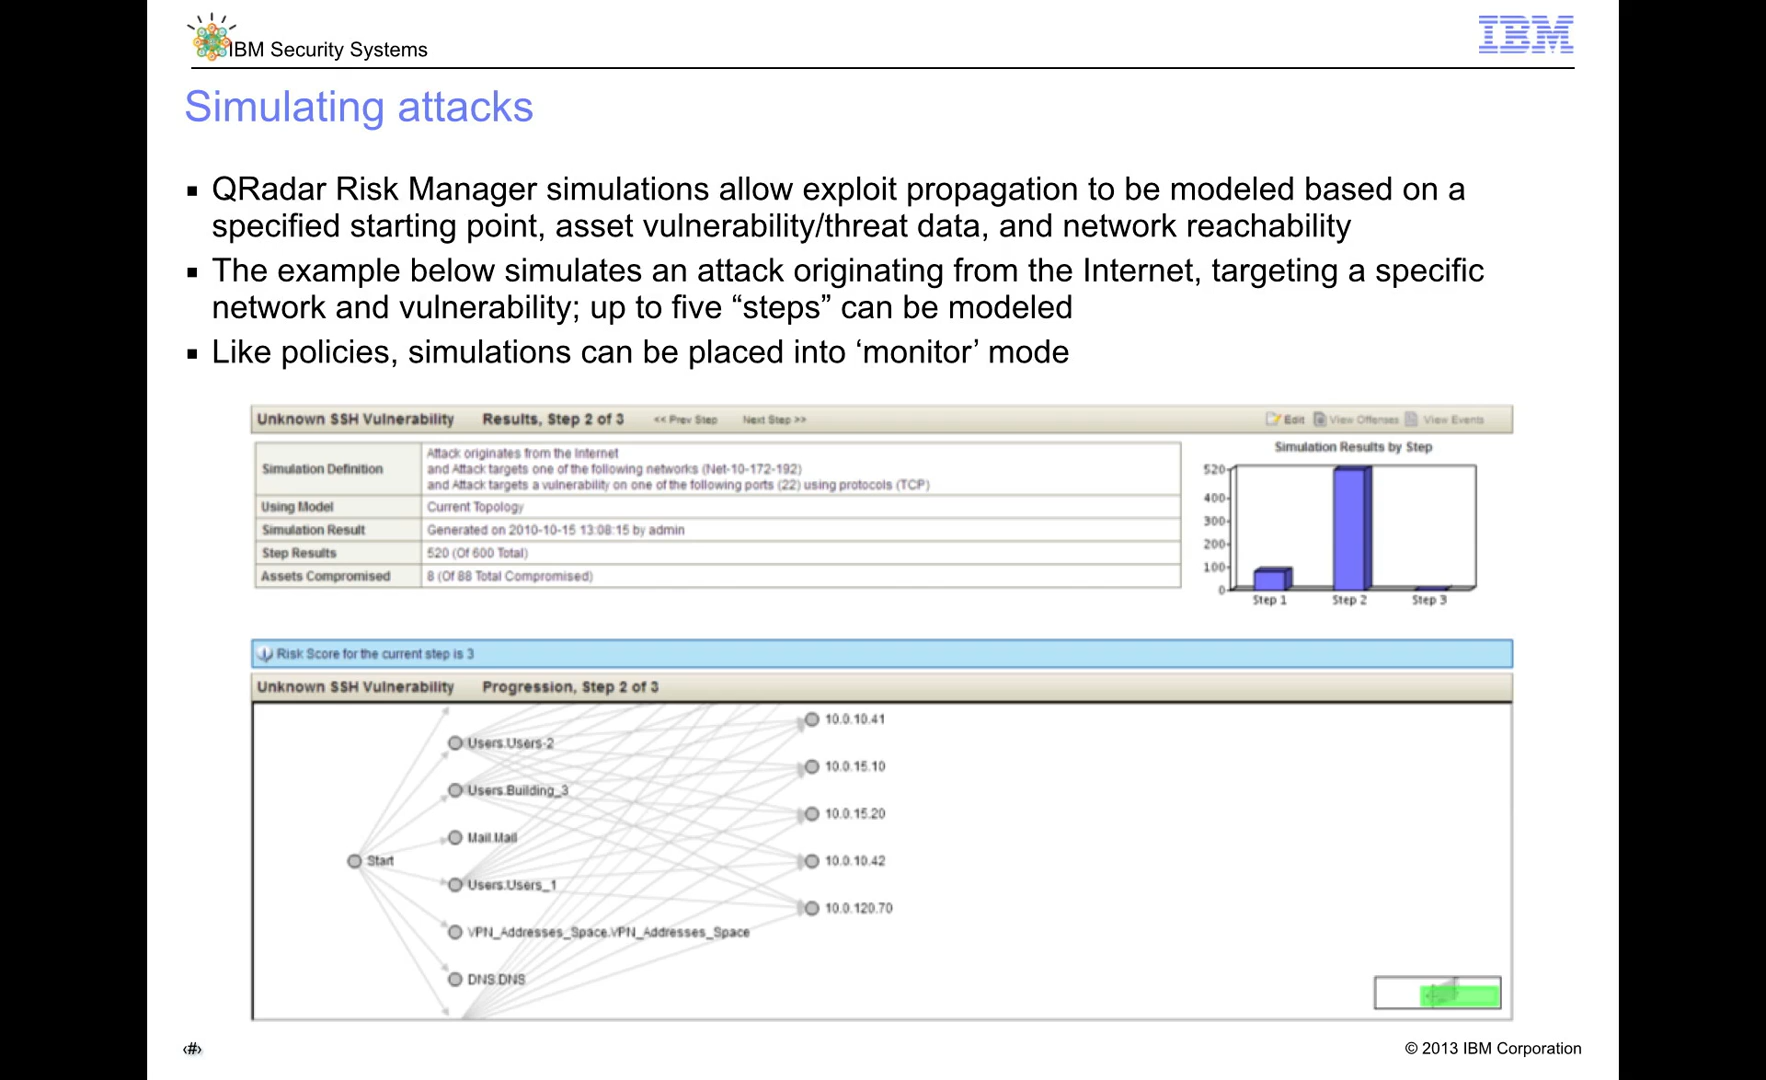 IBM Security Systems
IBM
Simulating attacks
▪ QRadar Risk Manager simulations allow exploit propagation to be modeled based on a
specified starting point, asset vulnerability/threat data, and network reachability
▪ The example below simulates an attack originating from the Internet, targeting a specific
network and vulnerability; up to five “steps” can be modeled
▪ Like policies, simulations can be placed into ‘monitor’ mode
Unknown SSH Vulnerability Results, Step 2 of 3 << Prev Step Next Step >> Edit View Offenses View Events
Simulation Definition
Attack originates from the Internet
and Attack targets one of the following networks (Net-10-172-192)
and Attack targets a vulnerability on one of the following ports (22) using protocols (TCP)
Using Model Current Topology
Simulation Result Generated on 2010-10-15 13:08:15 by admin
Step Results 520 (Of 600 Total)
Assets Compromised 8 (Of 88 Total Compromised)
Simulation Results by Step
520
400
300
200
100
0
Step 1 Step 2 Step 3
Risk Score for the current step is 3
Unknown SSH Vulnerability Progression, Step 2 of 3
Start
Users.Users-2
Users.Building_3
Mail.Mail
Users.Users_1
VPN_Addresses_Space.VPN_Addresses_Space
DNS.DNS
10.0.10.41
10.0.15.10
10.0.15.20
10.0.10.42
10.0.120.70
‹#›
© 2013 IBM Corporation